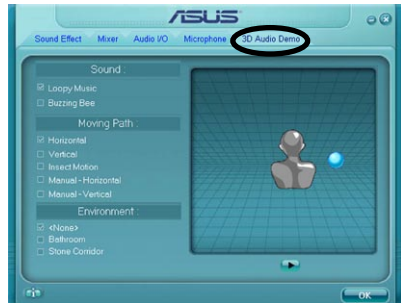 ASUS
Sound Effect Mixer Audio I/O Microphone 3D Audio Demo
Sound :
Loopy Music
Buzzing Bee
Moving Path :
Horizontal
Vertical
Insect Motion
Manual - Horizontal
Manual - Vertical
Environment :
<None>
Bathroom
Stone Corridor
OK